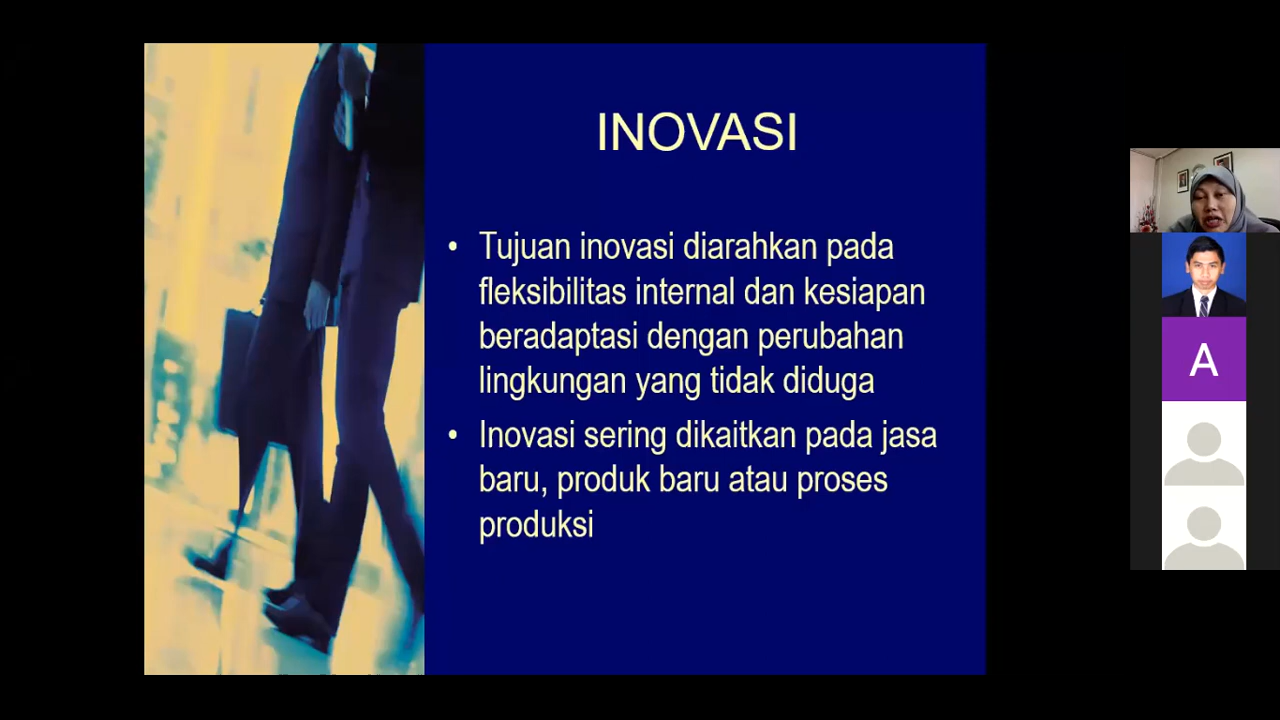 INOVASI
• Tujuan inovasi diarahkan pada
fleksibilitas internal dan kesiapan
beradaptasi dengan perubahan
lingkungan yang tidak diduga
• Inovasi sering dikaitkan pada jasa
baru, produk baru atau proses
produksi
A